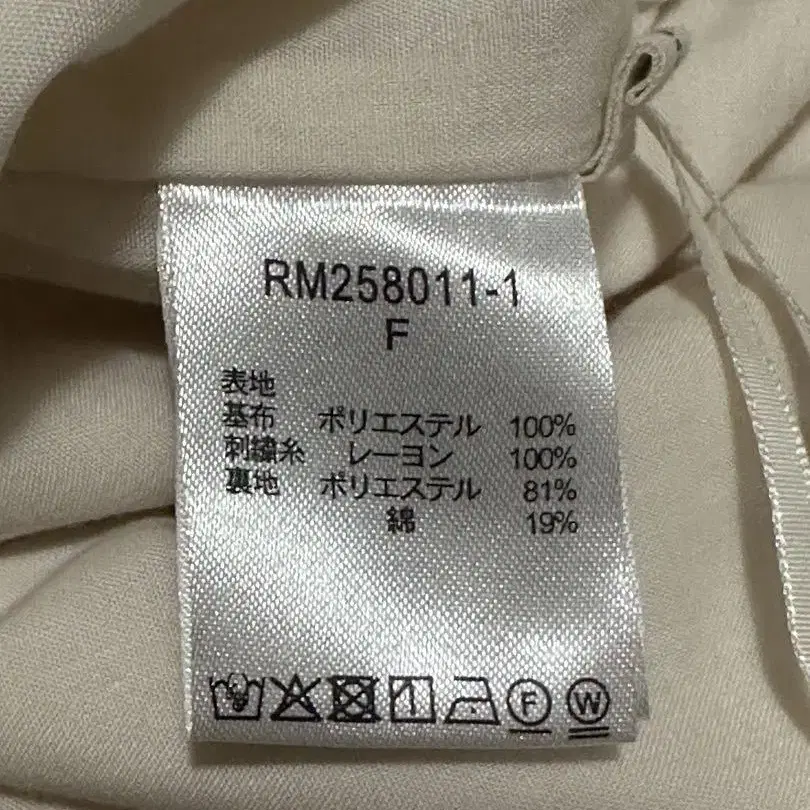 RM258011-1
F
表地
基布 ポリエステル 100%
刺繍糸 レーヨン 100%
裏地 ポリエステル 81%
綿 19%
F W